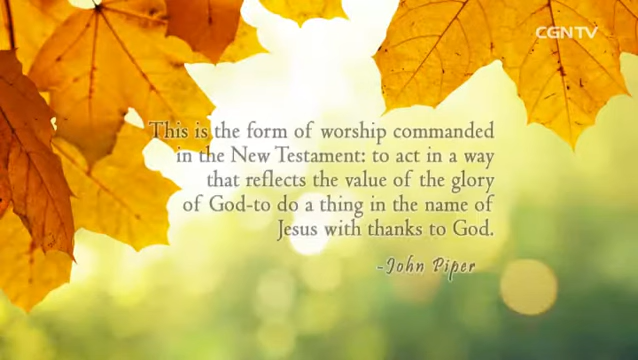 CGNTV
This is the form of worship commanded
in the New Testament: to act in a way
that reflects the value of the glory
of God-to do a thing in the name of
Jesus with thanks to God.
-John Piper